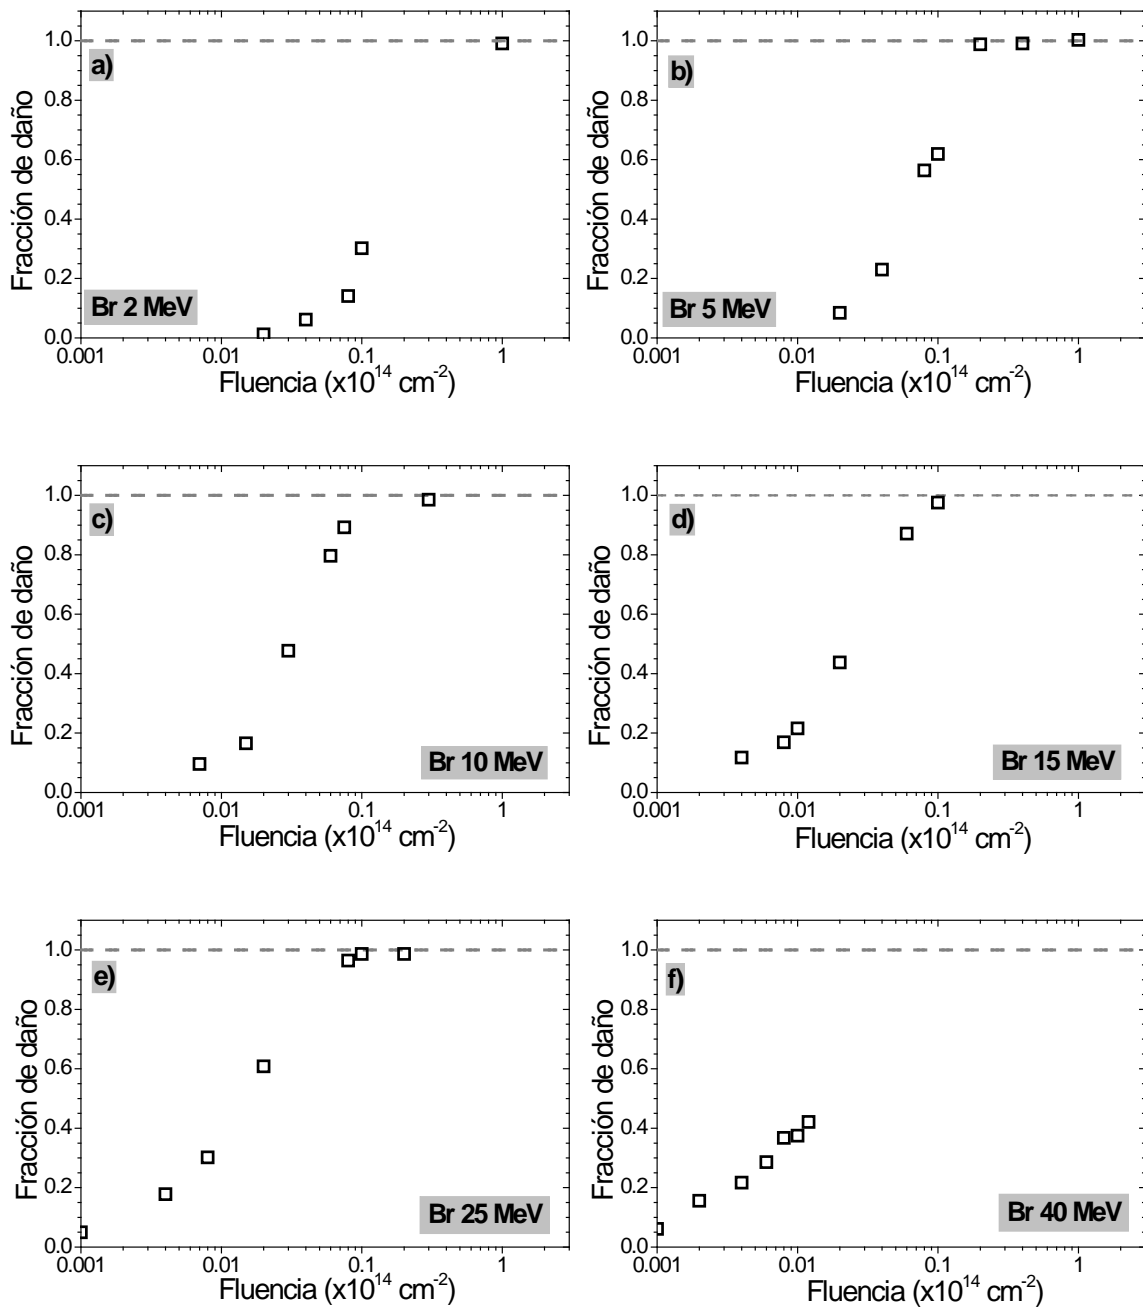 1.0
a)
0.8
0.6
0.4
0.2
0.0
Fracción de daño
Br 2 MeV
0.001 0.01 0.1 1
Fluencia (x10¹⁴ cm⁻²)
1.0
b)
0.8
0.6
0.4
0.2
0.0
Fracción de daño
Br 5 MeV
0.001 0.01 0.1 1
Fluencia (x10¹⁴ cm⁻²)
1.0
c)
0.8
0.6
0.4
0.2
0.0
Fracción de daño
Br 10 MeV
0.001 0.01 0.1 1
Fluencia (x10¹⁴ cm⁻²)
1.0
d)
0.8
0.6
0.4
0.2
0.0
Fracción de daño
Br 15 MeV
0.001 0.01 0.1 1
Fluencia (x10¹⁴ cm⁻²)
1.0
e)
0.8
0.6
0.4
0.2
0.0
Fracción de daño
Br 25 MeV
0.001 0.01 0.1 1
Fluencia (x10¹⁴ cm⁻²)
1.0
f)
0.8
0.6
0.4
0.2
0.0
Fracción de daño
Br 40 MeV
0.001 0.01 0.1 1
Fluencia (x10¹⁴ cm⁻²)